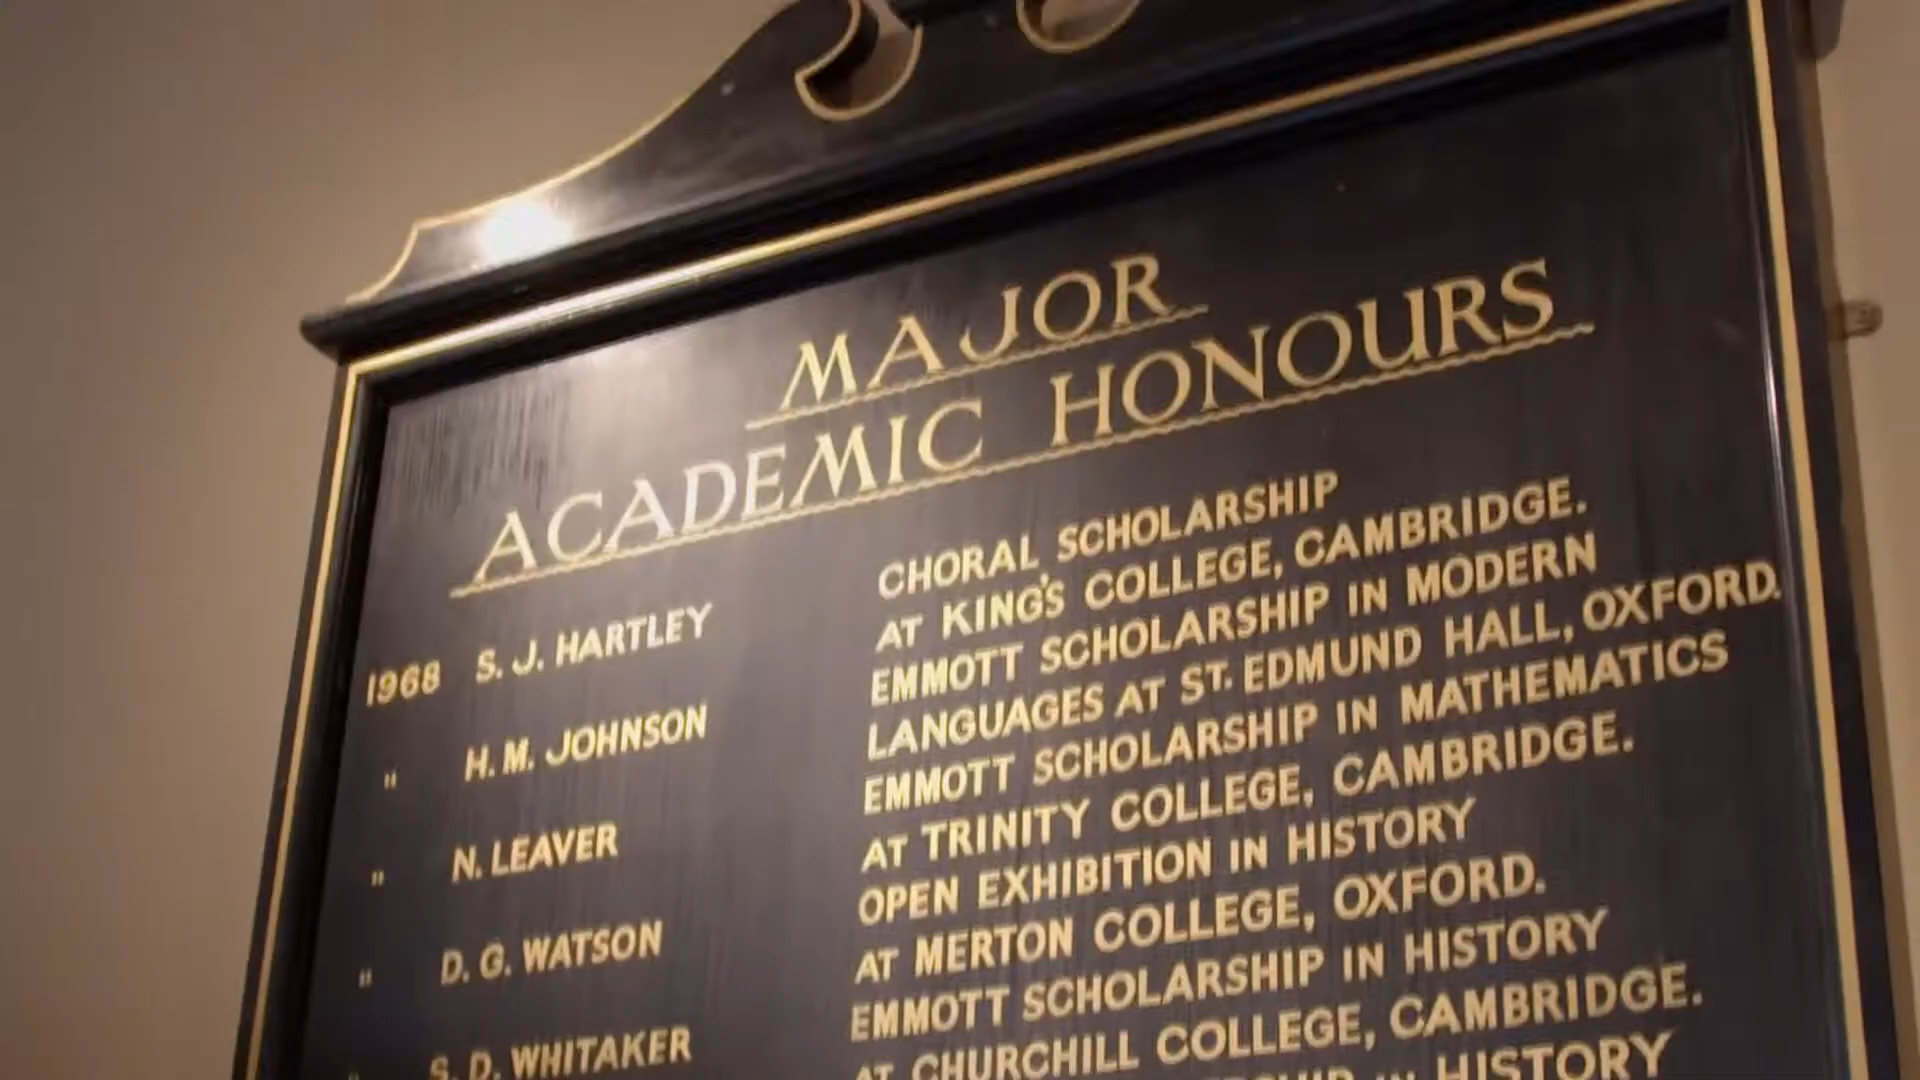 MAJOR
ACADEMIC HONOURS
1968 S. J. HARTLEY CHORAL SCHOLARSHIP
AT KING'S COLLEGE, CAMBRIDGE.
" H. M. JOHNSON EMMOTT SCHOLARSHIP IN MODERN
LANGUAGES AT ST. EDMUND HALL, OXFORD.
" N. LEAVER EMMOTT SCHOLARSHIP IN MATHEMATICS
AT TRINITY COLLEGE, CAMBRIDGE.
" D. G. WATSON OPEN EXHIBITION IN HISTORY
AT MERTON COLLEGE, OXFORD.
" S. D. WHITAKER EMMOTT SCHOLARSHIP IN HISTORY
AT CHURCHILL COLLEGE, CAMBRIDGE.
IN HISTORY